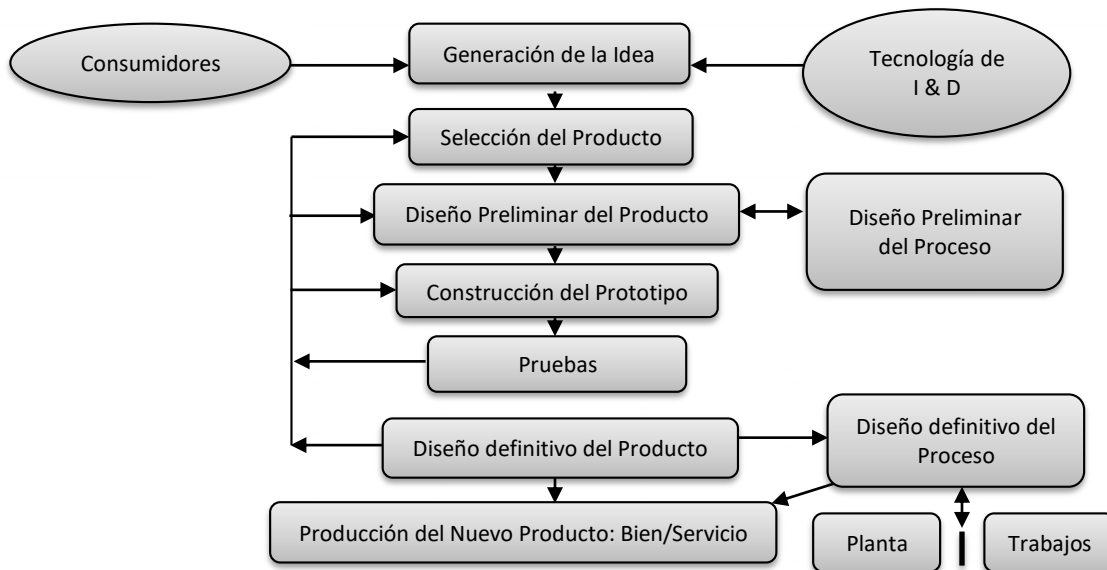 Consumidores
Generación de la Idea
Tecnología de
I & D
Selección del Producto
Diseño Preliminar del Producto
Diseño Preliminar
del Proceso
Construcción del Prototipo
Pruebas
Diseño definitivo del Producto
Diseño definitivo del
Proceso
Producción del Nuevo Producto: Bien/Servicio
Planta
Trabajos